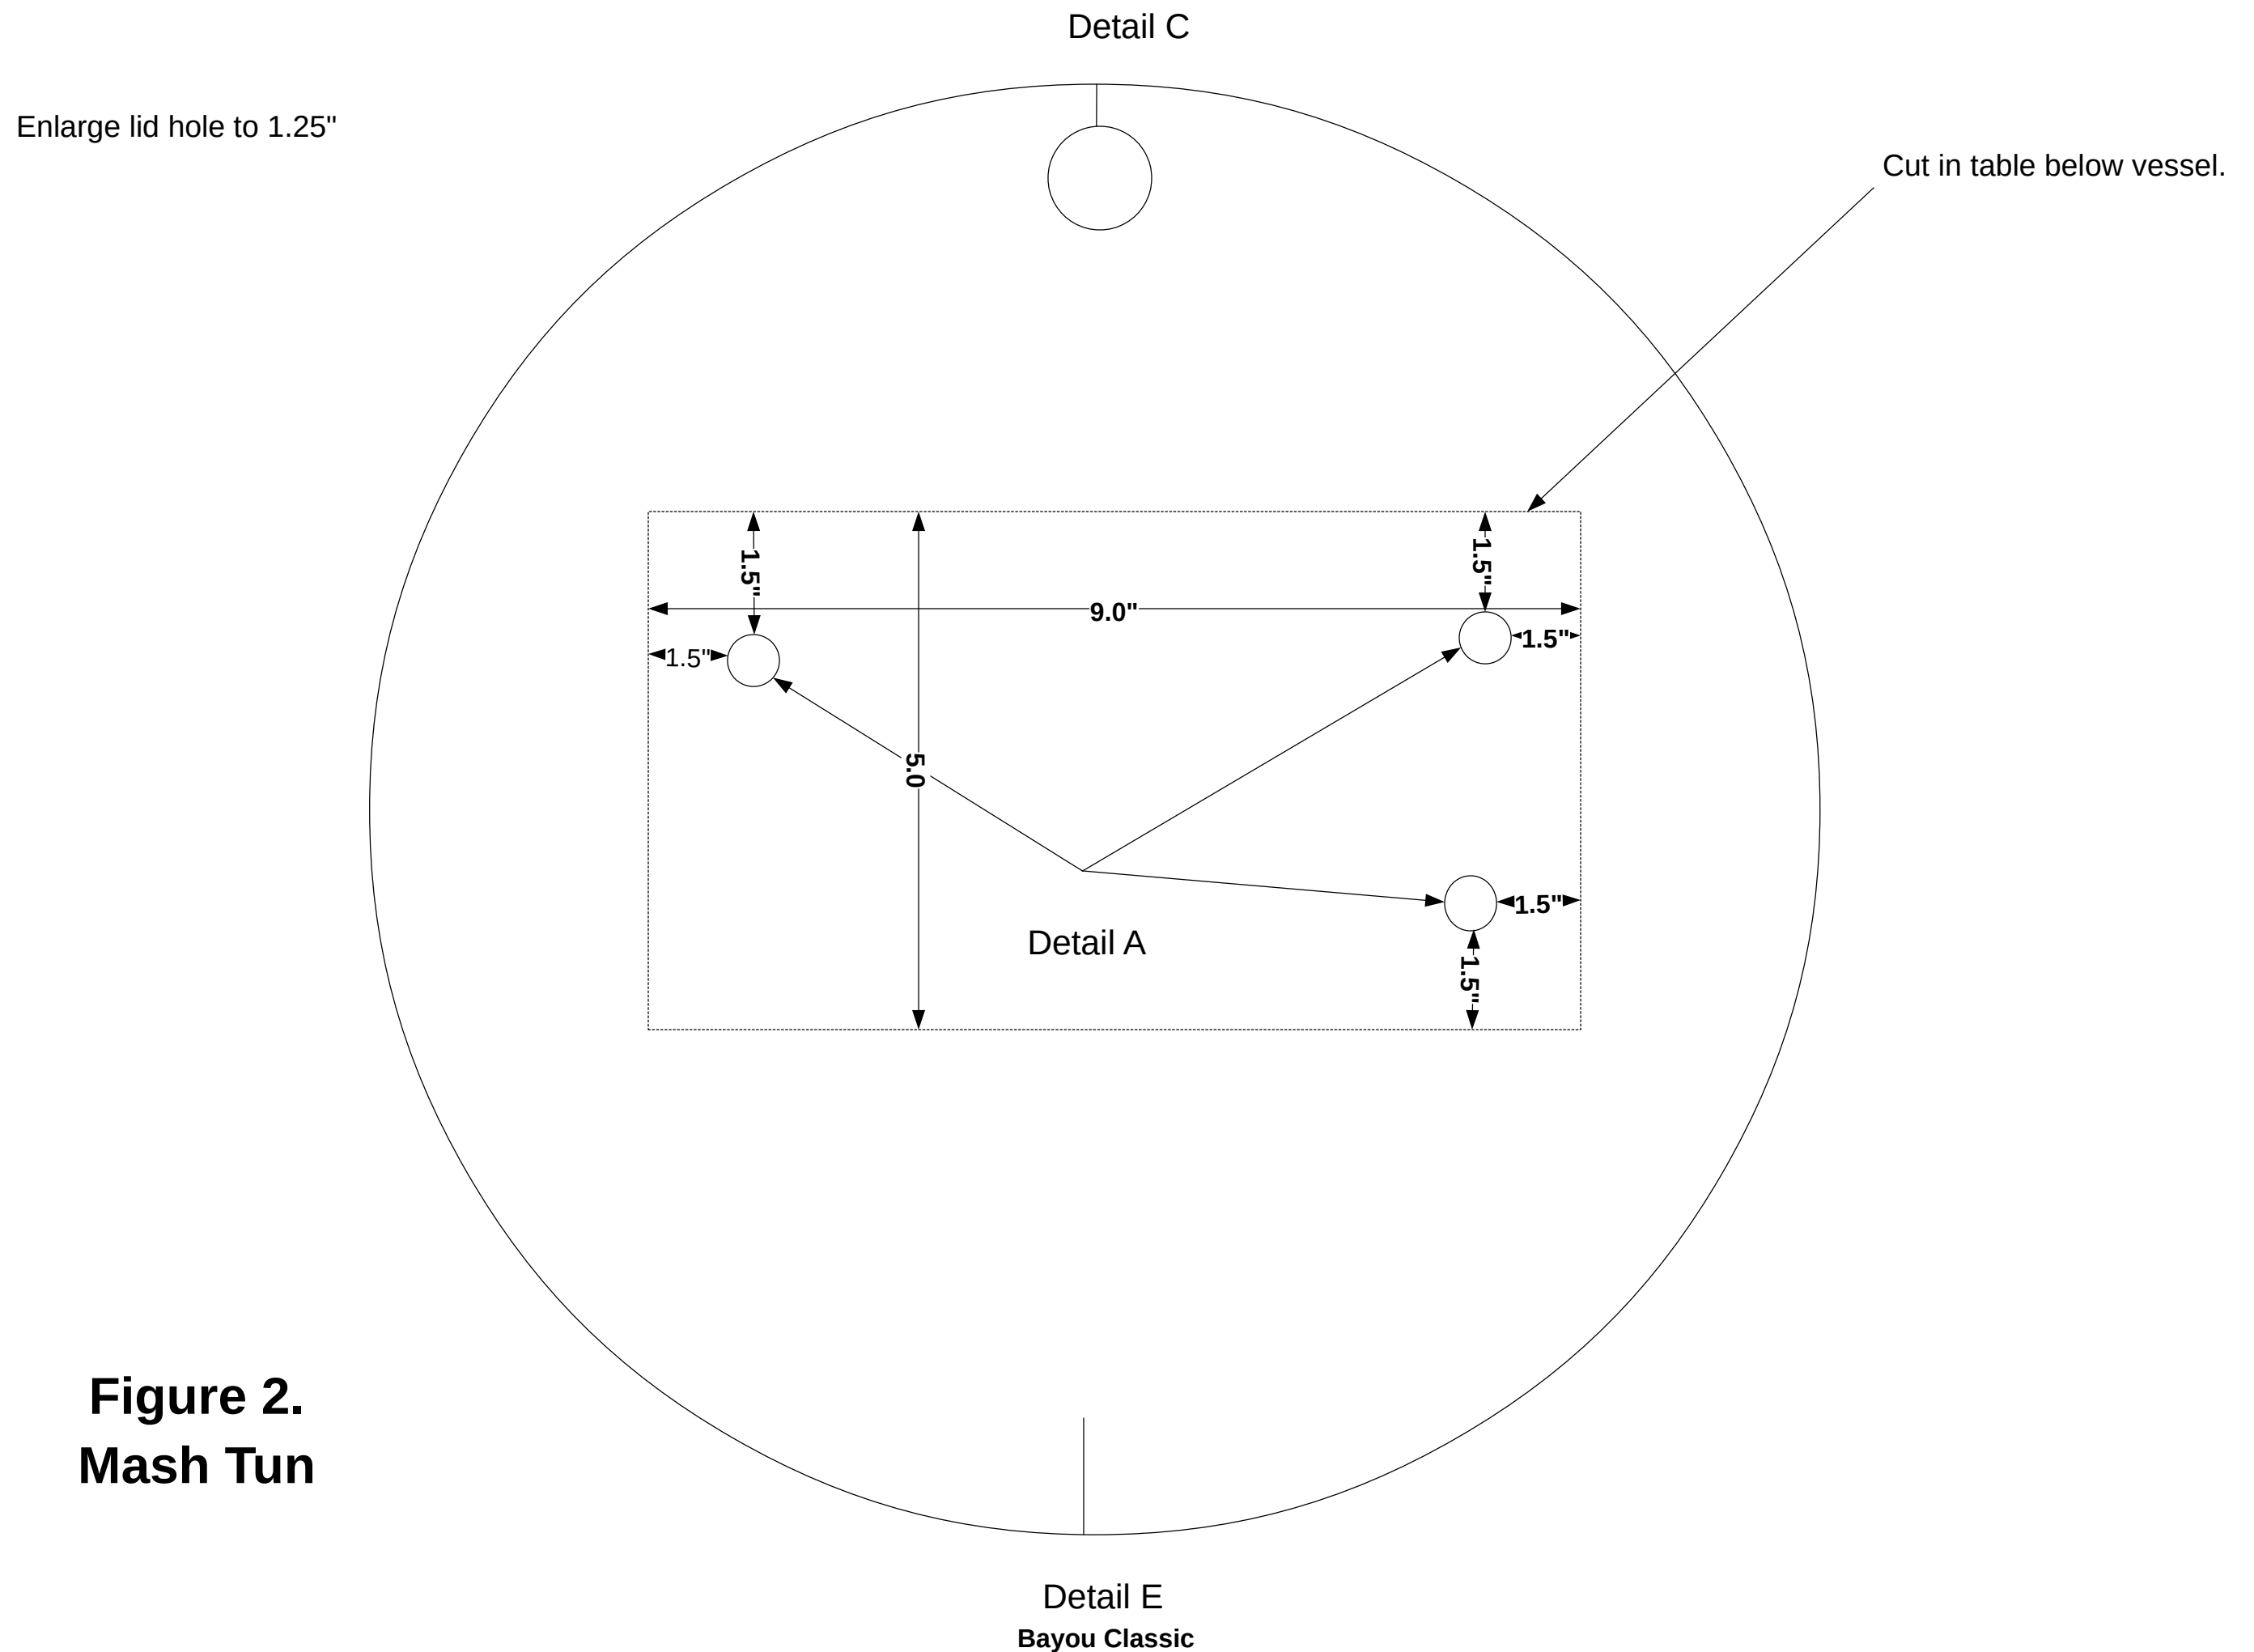 Detail C
Enlarge lid hole to 1.25"
Cut in table below vessel.
1.5"
1.5"
9.0"
1.5"
1.5"
5.0
1.5"
Detail A
1.5"
Figure 2.
Mash Tun
Detail E
Bayou Classic